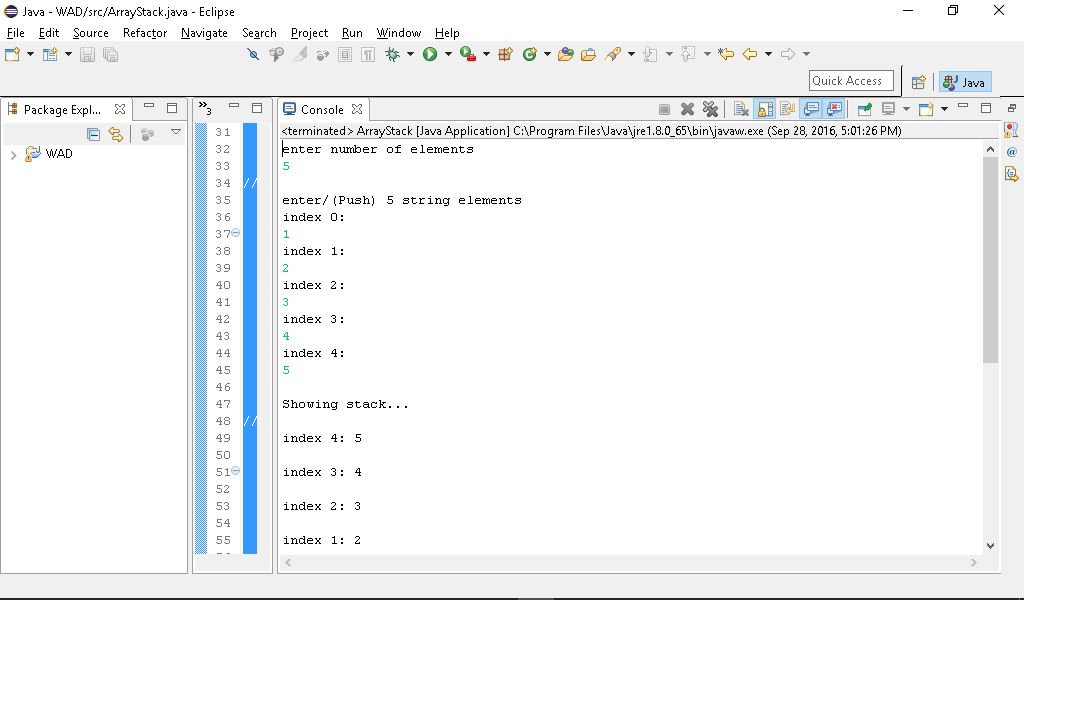 Java - WAD/src/ArrayStack.java - Eclipse
File Edit Source Refactor Navigate Search Project Run Window Help
Quick Access
Java
Package Expl...
»3
Console
<terminated> ArrayStack [Java Application] C:\Program Files\Java\jre1.8.0_65\bin\javaw.exe (Sep 28, 2016, 5:01:26 PM)
WAD
31
32
33
34 //
35
36
37
38
39
40
41
42
43
44
45
46
47
48 //
49
50
51
52
53
54
55
enter number of elements
5
enter/(Push) 5 string elements
index 0:
1
index 1:
2
index 2:
3
index 3:
4
index 4:
5
Showing stack...
index 4: 5
index 3: 4
index 2: 3
index 1: 2